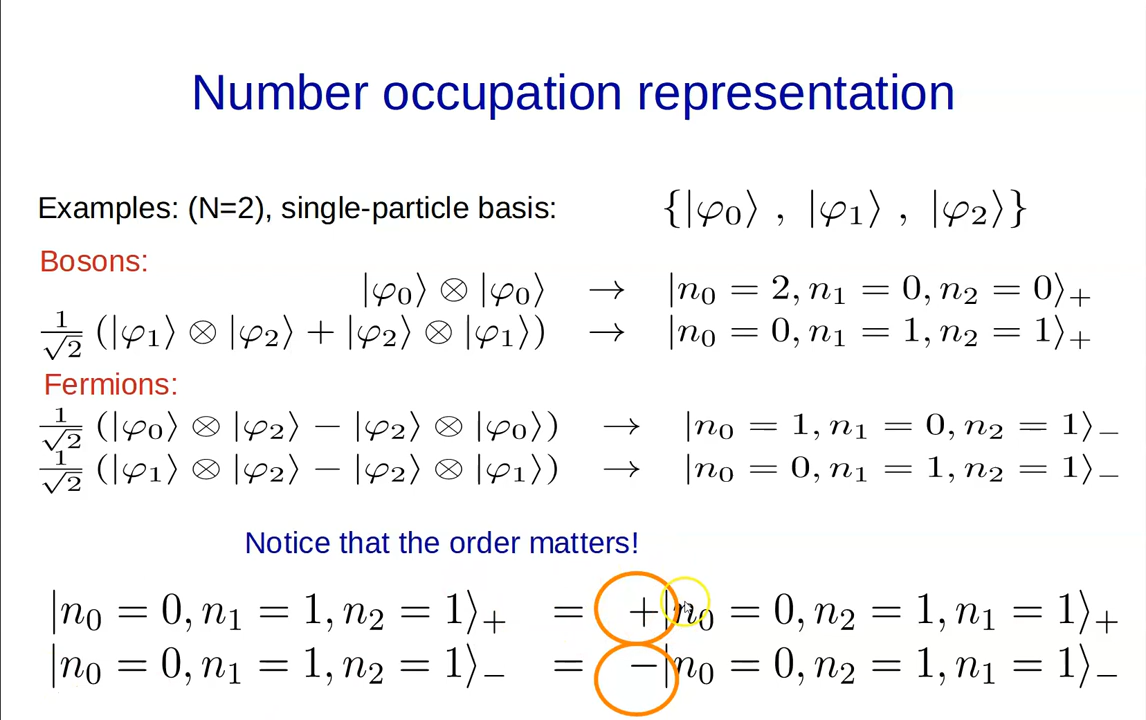 Number occupation representation
Examples: (N=2), single-particle basis: {|φ₀⟩ , |φ₁⟩ , |φ₂⟩}
Bosons:
|φ₀⟩ ⊗ |φ₀⟩ → |n₀ = 2, n₁ = 0, n₂ = 0⟩₊
1/√2 (|φ₁⟩ ⊗ |φ₂⟩ + |φ₂⟩ ⊗ |φ₁⟩) → |n₀ = 0, n₁ = 1, n₂ = 1⟩₊
Fermions:
1/√2 (|φ₀⟩ ⊗ |φ₂⟩ − |φ₂⟩ ⊗ |φ₀⟩) → |n₀ = 1, n₁ = 0, n₂ = 1⟩₋
1/√2 (|φ₁⟩ ⊗ |φ₂⟩ − |φ₂⟩ ⊗ |φ₁⟩) → |n₀ = 0, n₁ = 1, n₂ = 1⟩₋
Notice that the order matters!
|n₀ = 0, n₁ = 1, n₂ = 1⟩₊ = +|n₀ = 0, n₂ = 1, n₁ = 1⟩₊
|n₀ = 0, n₁ = 1, n₂ = 1⟩₋ = −|n₀ = 0, n₂ = 1, n₁ = 1⟩₋